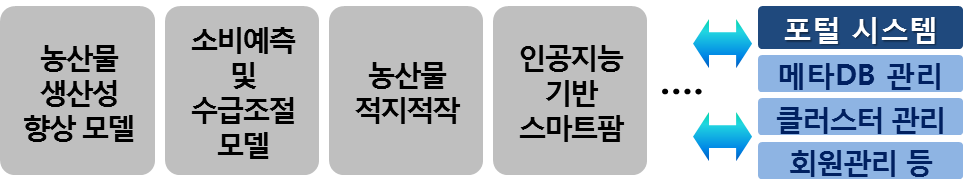 농산물
생산성
향상 모델
소비예측
및
수급조절
모델
농산물
적지적작
인공지능
기반
스마트팜
....
포털 시스템
메타DB 관리
클러스터 관리
회원관리 등